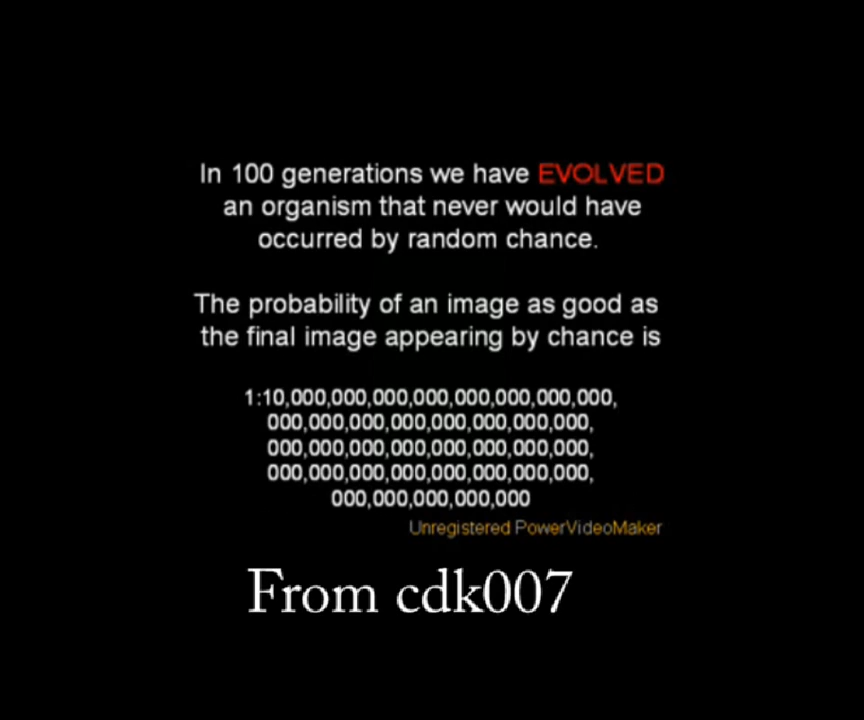 In 100 generations we have EVOLVED
an organism that never would have
occurred by random chance.
The probability of an image as good as
the final image appearing by chance is
1:10,000,000,000,000,000,000,000,000,
000,000,000,000,000,000,000,000,
000,000,000,000,000,000,000,000,
000,000,000,000,000,000,000,000,
000,000,000,000,000
Unregistered PowerVideoMaker
From cdk007